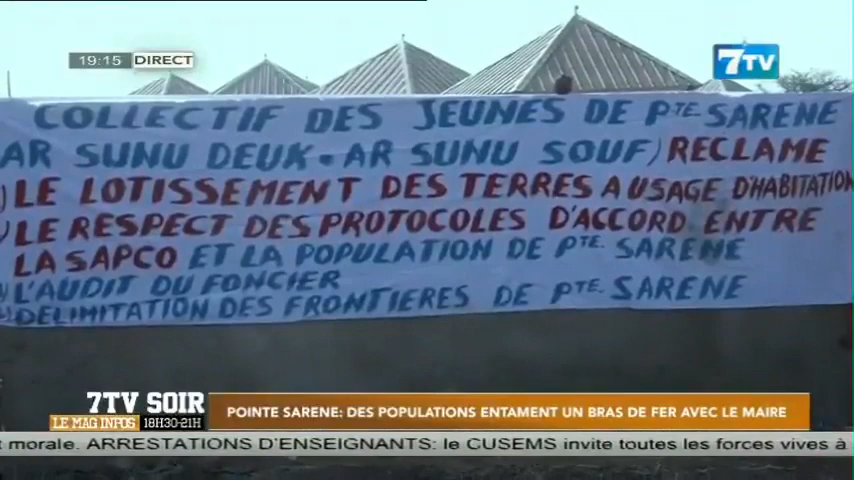 19:15 DIRECT
7TV
COLLECTIF DES JEUNES DE PTE SARENE
AR SUNU DEUK - AR SUNU SOUF) RECLAME
) LE LOTISSEMENT DES TERRES A USAGE D'HABITATION
) LE RESPECT DES PROTOCOLES D'ACCORD ENTRE
LA SAPCO ET LA POPULATION DE PTE. SARENE
) L'AUDIT DU FONCIER
) DELIMITATION DES FRONTIERES DE PTE. SARENE
7TV SOIR
LE MAG INFOS 18H30-21H
POINTE SARENE: DES POPULATIONS ENTAMENT UN BRAS DE FER AVEC LE MAIRE
t morale. ARRESTATIONS D'ENSEIGNANTS: le CUSEMS invite toutes les forces vives à